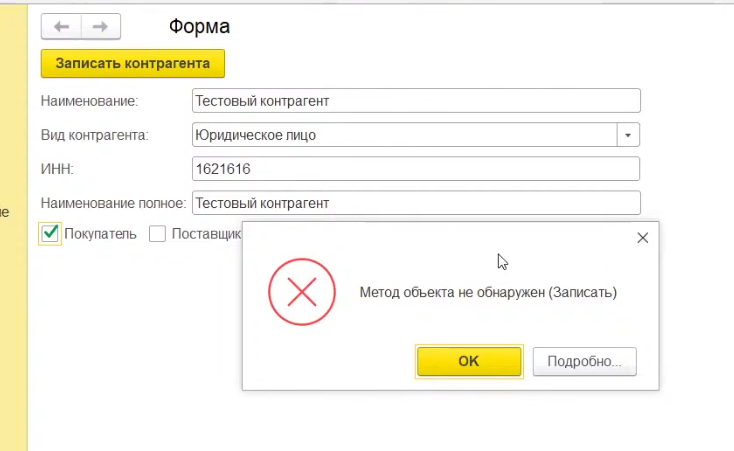 Форма
Записать контрагента
Наименование: Тестовый контрагент
Вид контрагента: Юридическое лицо
ИНН: 1621616
Наименование полное: Тестовый контрагент
Покупатель Поставщик
Метод объекта не обнаружен (Записать)
OK Подробно...